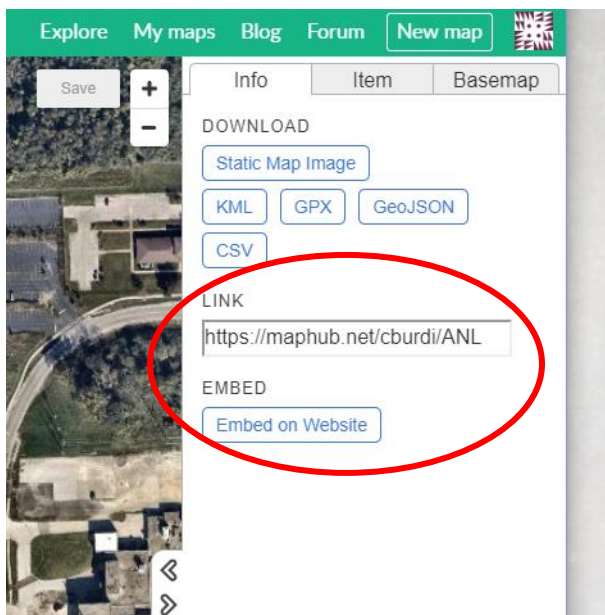 Explore My maps Blog Forum New map
Save + Info Item Basemap
−
DOWNLOAD
Static Map Image
KML GPX GeoJSON
CSV
LINK
https://maphub.net/cburdi/ANL
EMBED
Embed on Website